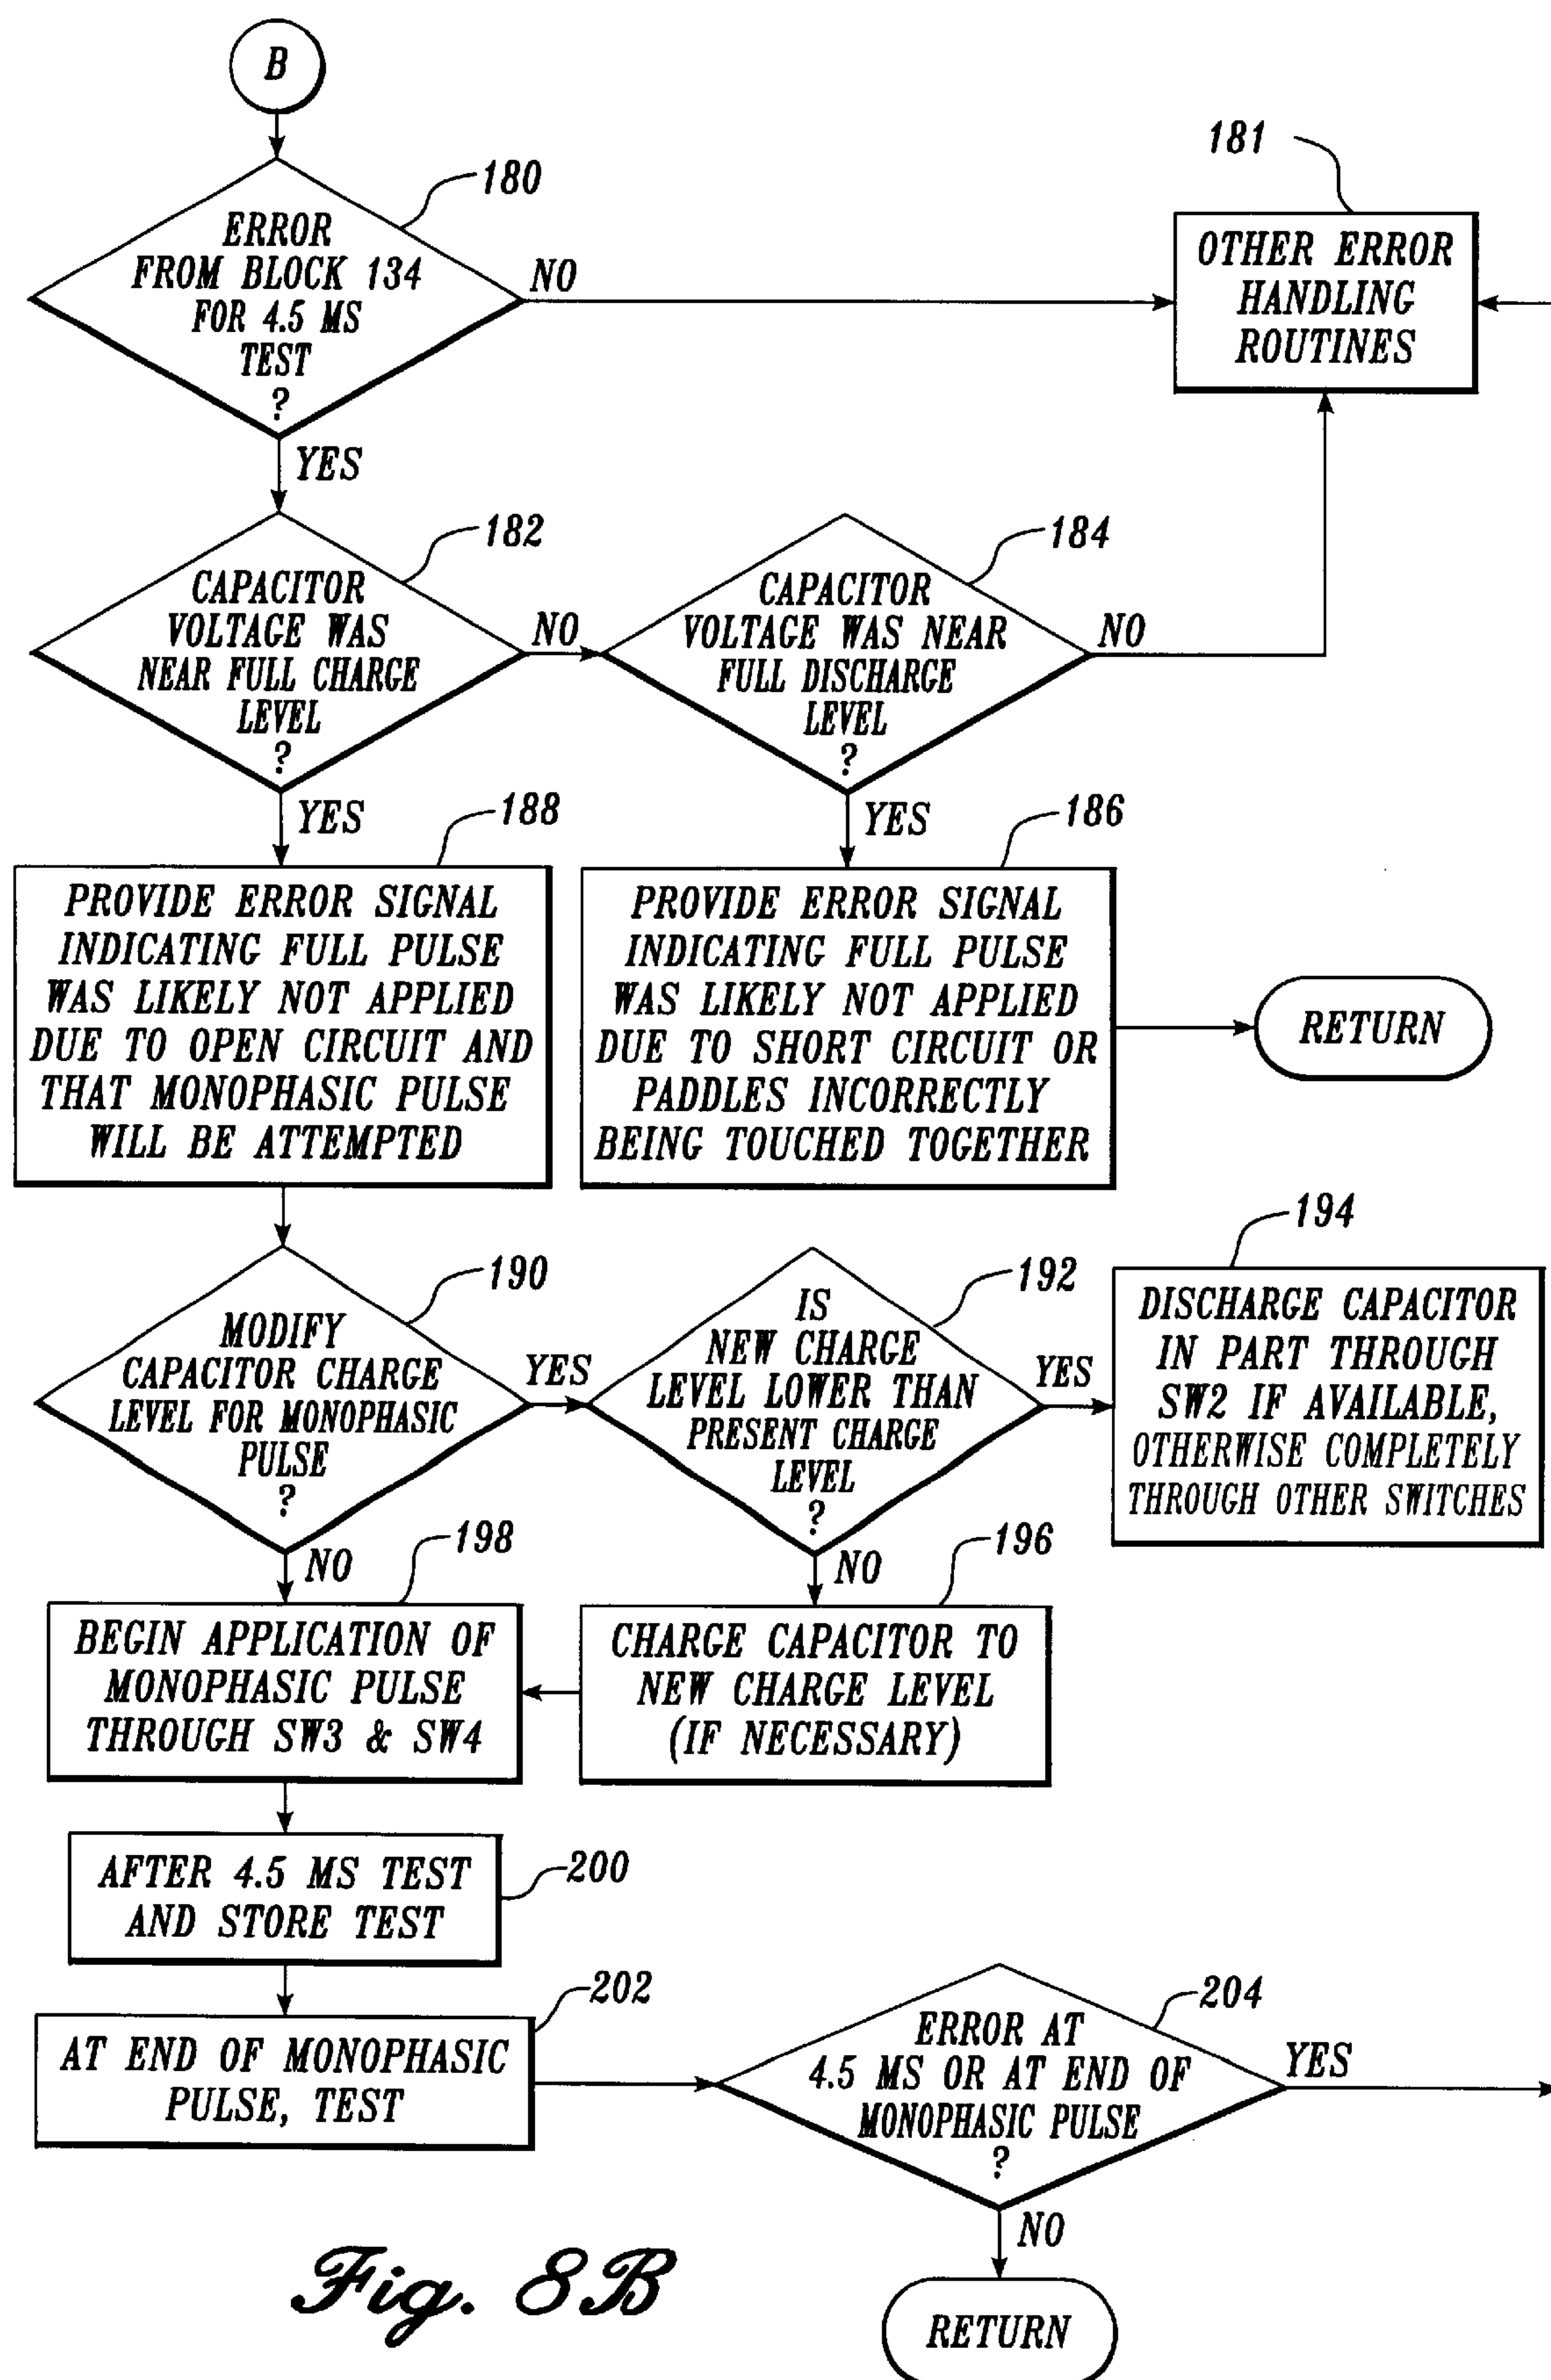 B
180
ERROR
FROM BLOCK 134
FOR 4.5 MS
TEST
?
NO
YES
181
OTHER ERROR
HANDLING
ROUTINES
182
CAPACITOR
VOLTAGE WAS
NEAR FULL CHARGE
LEVEL
?
NO
YES
184
CAPACITOR
VOLTAGE WAS NEAR
FULL DISCHARGE
LEVEL
?
NO
YES
188
PROVIDE ERROR SIGNAL
INDICATING FULL PULSE
WAS LIKELY NOT APPLIED
DUE TO OPEN CIRCUIT AND
THAT MONOPHASIC PULSE
WILL BE ATTEMPTED
186
PROVIDE ERROR SIGNAL
INDICATING FULL PULSE
WAS LIKELY NOT APPLIED
DUE TO SHORT CIRCUIT OR
PADDLES INCORRECTLY
BEING TOUCHED TOGETHER
RETURN
190
MODIFY
CAPACITOR CHARGE
LEVEL FOR MONOPHASIC
PULSE
?
YES
NO
192
IS
NEW CHARGE
LEVEL LOWER THAN
PRESENT CHARGE
LEVEL
?
YES
NO
194
DISCHARGE CAPACITOR
IN PART THROUGH
SW2 IF AVAILABLE,
OTHERWISE COMPLETELY
THROUGH OTHER SWITCHES
198
BEGIN APPLICATION OF
MONOPHASIC PULSE
THROUGH SW3 & SW4
196
CHARGE CAPACITOR TO
NEW CHARGE LEVEL
(IF NECESSARY)
200
AFTER 4.5 MS TEST
AND STORE TEST
202
AT END OF MONOPHASIC
PULSE, TEST
204
ERROR AT
4.5 MS OR AT END OF
MONOPHASIC PULSE
?
YES
NO
RETURN
Fig. 8B